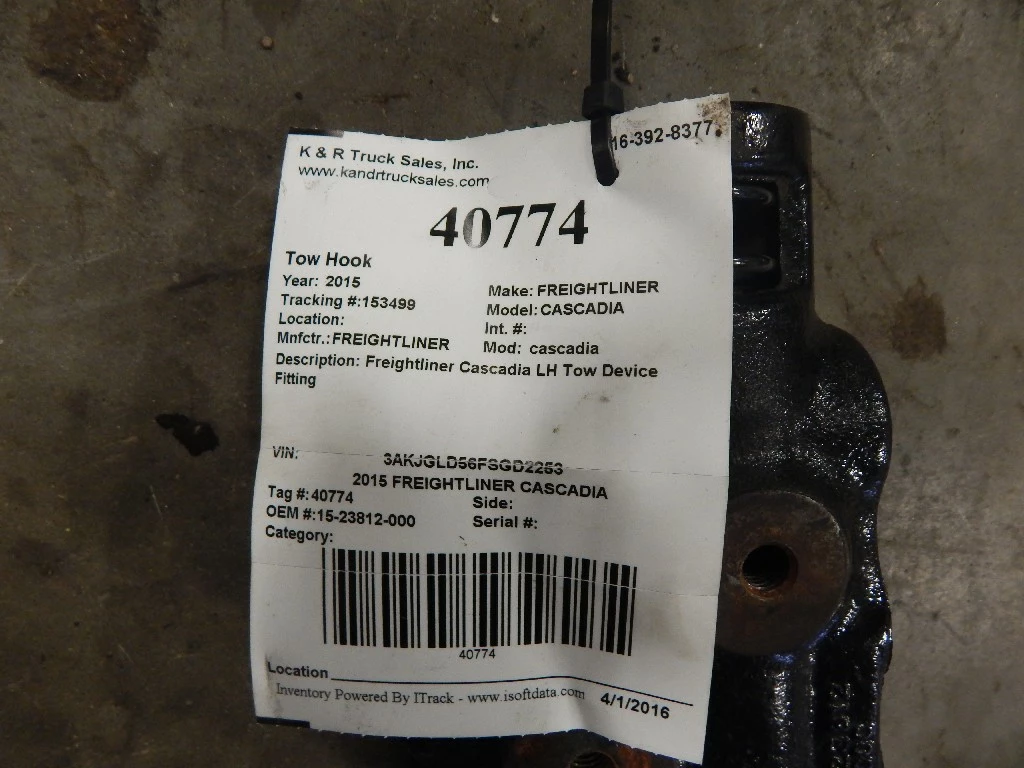 K & R Truck Sales, Inc.
www.kandrtrucksales.com
16-392-8377
40774
Tow Hook
Year: 2015
Make: FREIGHTLINER
Tracking #:153499
Model: CASCADIA
Location:
Int. #:
Mnfctr.: FREIGHTLINER
Mod: cascadia
Description: Freightliner Cascadia LH Tow Device
Fitting
VIN: 3AKJGLD56FSGD2253
2015 FREIGHTLINER CASCADIA
Tag #: 40774
Side:
OEM #:15-23812-000
Serial #:
Category:
40774
Location
Inventory Powered By ITrack - www.isoftdata.com 4/1/2016